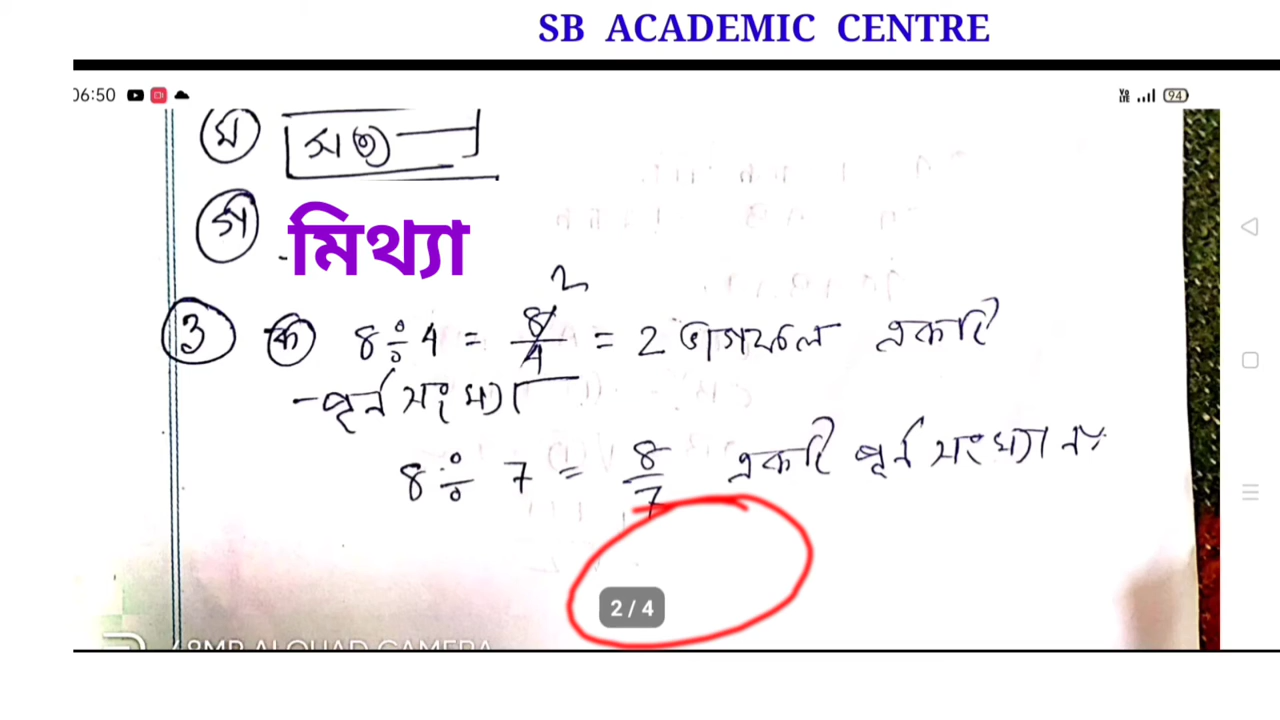 SB ACADEMIC CENTRE
06:50
94
সত্য
মিথ্যা
3 ক 8 ÷ 4 = 8/4 2 = 2 ভাগফল একটি
পূর্ন সংখ্যা
8 ÷ 7 = 8/7 একটি পূর্ন সংখ্যা নয়
2 / 4